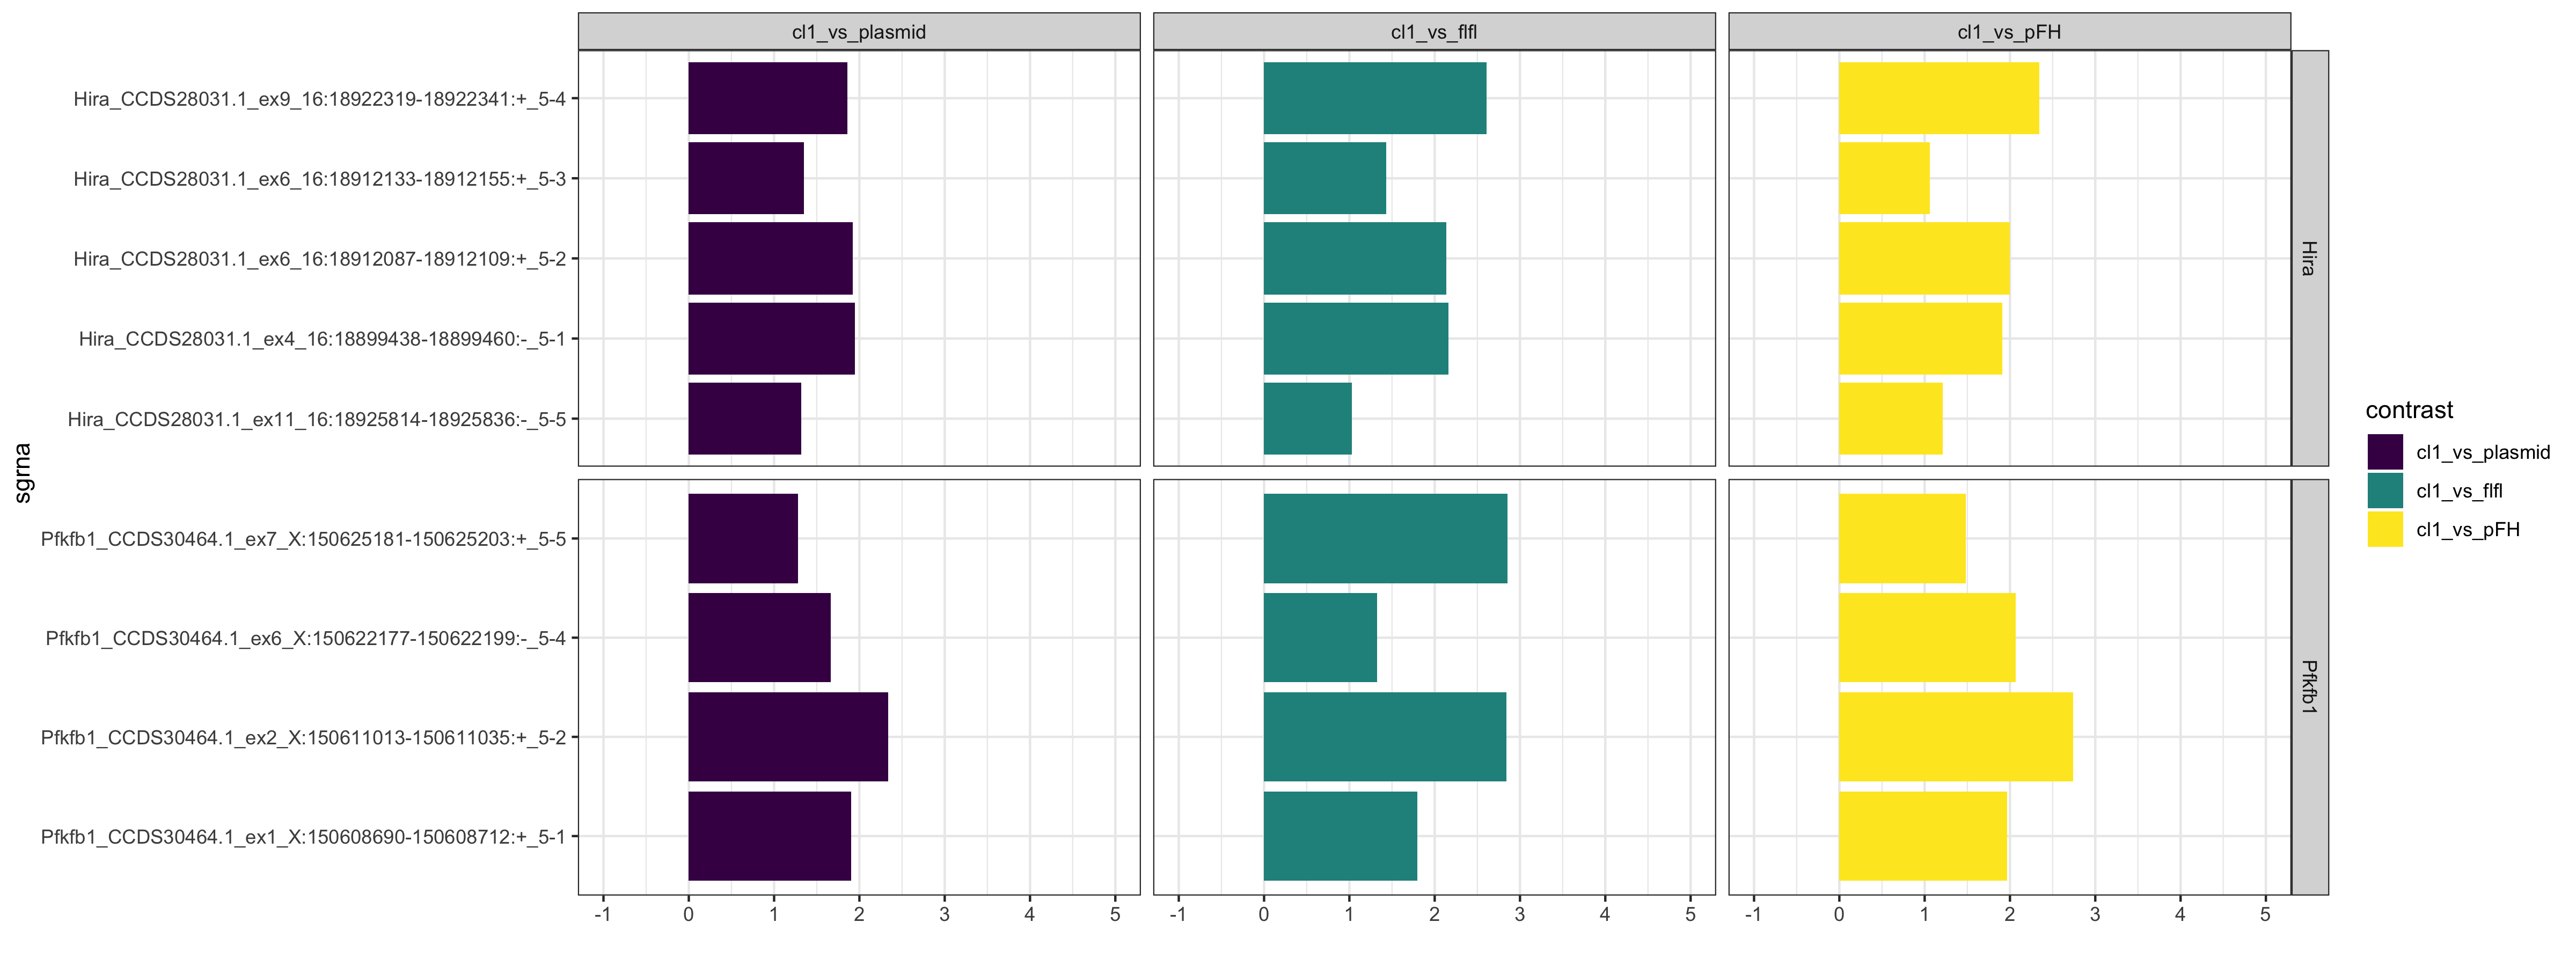 cl1_vs_plasmid
cl1_vs_flfl
cl1_vs_pFH
Hira_CCDS28031.1_ex9_16:18922319-18922341:+_5-4
Hira_CCDS28031.1_ex6_16:18912133-18912155:+_5-3
Hira_CCDS28031.1_ex6_16:18912087-18912109:+_5-2
Hira_CCDS28031.1_ex4_16:18899438-18899460:-_5-1
Hira_CCDS28031.1_ex11_16:18925814-18925836:-_5-5
Hira
sgrna
Pfkfb1_CCDS30464.1_ex7_X:150625181-150625203:+_5-5
Pfkfb1_CCDS30464.1_ex6_X:150622177-150622199:-_5-4
Pfkfb1_CCDS30464.1_ex2_X:150611013-150611035:+_5-2
Pfkfb1_CCDS30464.1_ex1_X:150608690-150608712:+_5-1
Pfkfb1
-1 0 1 2 3 4 5
-1 0 1 2 3 4 5
-1 0 1 2 3 4 5
contrast
cl1_vs_plasmid
cl1_vs_flfl
cl1_vs_pFH